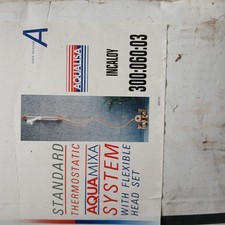 A
AQUALISA
INCALOY
300:060:03
STANDARD
THERMOSTATIC
AQUAMIXA
SYSTEM
WITH FLEXIBLE
HEAD SET